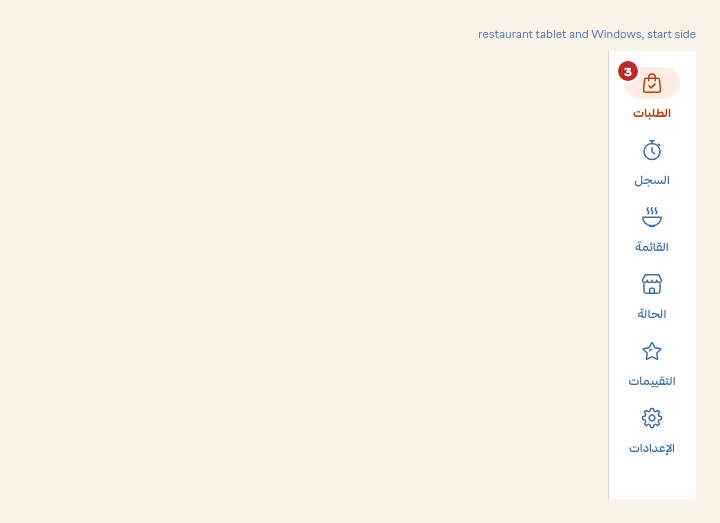 restaurant tablet and Windows, start side
3
الطلبات
السجل
القائمة
الحالة
التقييمات
الإعدادات